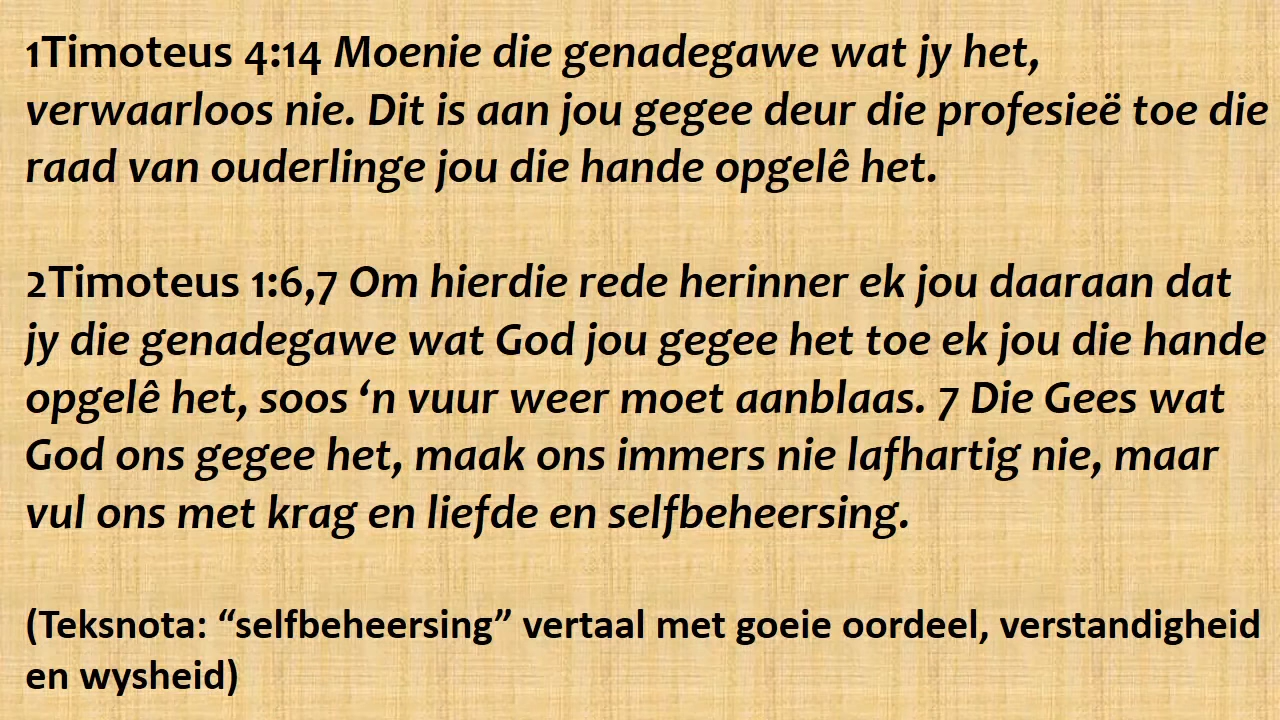 1Timoteus 4:14 Moenie die genadegawe wat jy het,
verwaarloos nie. Dit is aan jou gegee deur die profesieë toe die
raad van ouderlinge jou die hande opgelê het.
2Timoteus 1:6,7 Om hierdie rede herinner ek jou daaraan dat
jy die genadegawe wat God jou gegee het toe ek jou die hande
opgelê het, soos ‘n vuur weer moet aanblaas. 7 Die Gees wat
God ons gegee het, maak ons immers nie lafhartig nie, maar
vul ons met krag en liefde en selfbeheersing.
(Teksnota: “selfbeheersing” vertaal met goeie oordeel, verstandigheid
en wysheid)